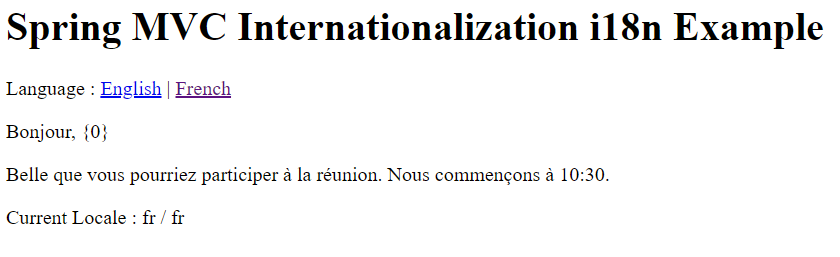 Spring MVC Internationalization i18n Example
Language : English | French
Bonjour, {0}
Belle que vous pourriez participer à la réunion. Nous commençons à 10:30.
Current Locale : fr / fr